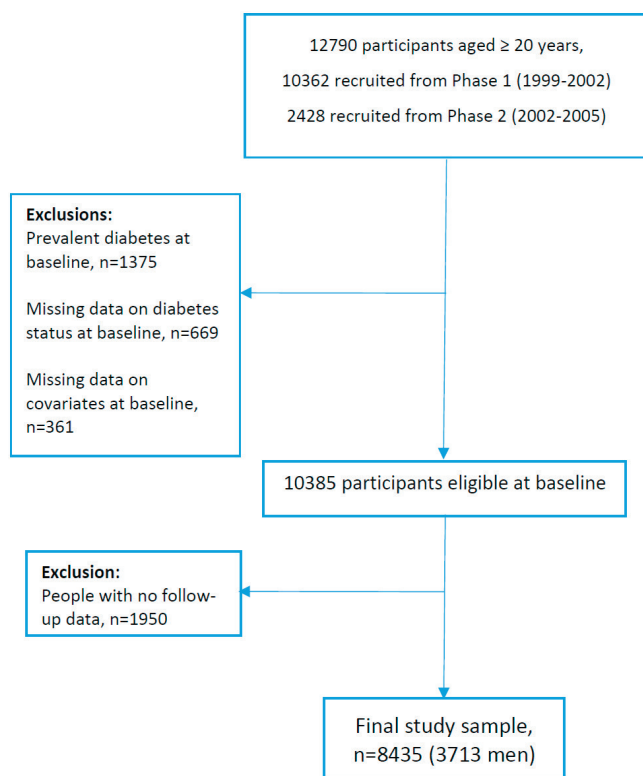 12790 participants aged ≥ 20 years,
10362 recruited from Phase 1 (1999-2002)
2428 recruited from Phase 2 (2002-2005)
Exclusions:
Prevalent diabetes at
baseline, n=1375
Missing data on diabetes
status at baseline, n=669
Missing data on
covariates at baseline,
n=361
10385 participants eligible at baseline
Exclusion:
People with no follow-
up data, n=1950
Final study sample,
n=8435 (3713 men)